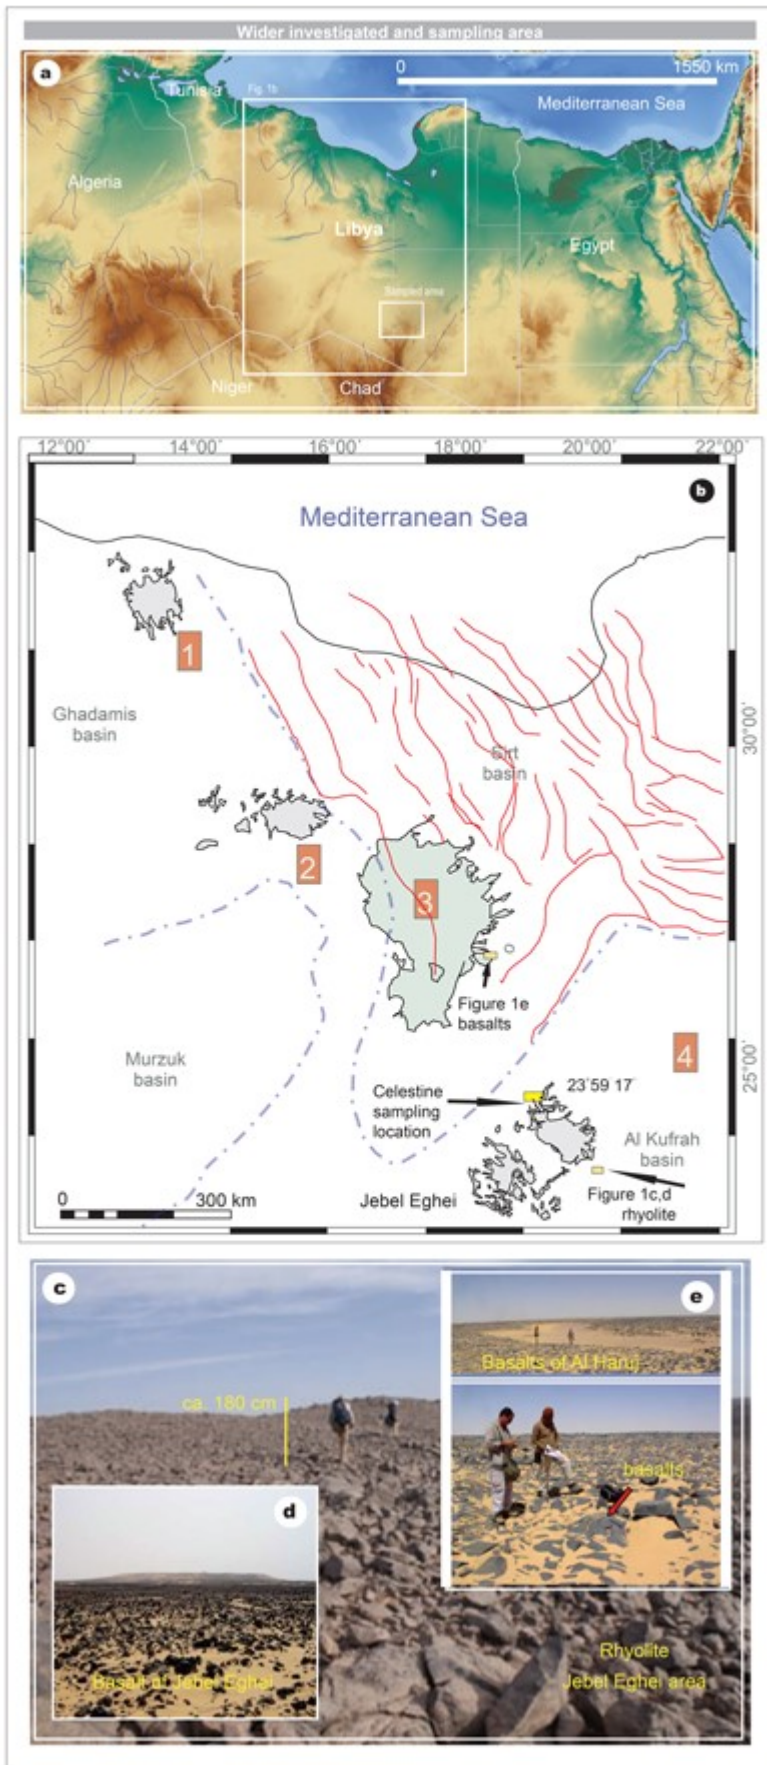 Wider investigated and sampling area
a
0 1550 km
Tunisia
Fig. 1b
Mediterranean Sea
Algeria
Libya
Egypt
Sampled area
Niger
Chad
12°00' 14°00' 16°00' 18°00' 20°00' 22°00'
b
Mediterranean Sea
1
Ghadamis
basin
Sirt
basin
30°00'
2
3
Figure 1e
basalts
4
25°00'
Murzuk
basin
Celestine
sampling
location
23°59 17'
Al Kufrah
basin
0 300 km
Jebel Eghei
Figure 1c,d
rhyolite
c
e
Basalts of Al Haruj
ca. 180 cm
basalts
d
Basalt of Jebel Eghei
Rhyolite
Jebel Eghei area